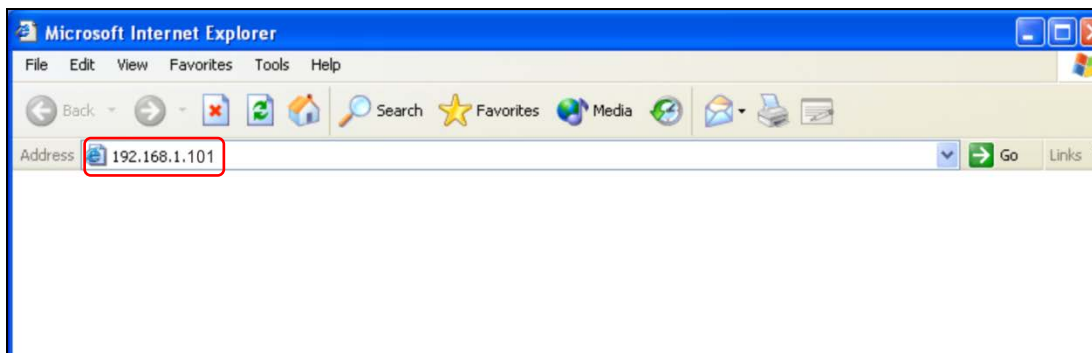 Microsoft Internet Explorer
File Edit View Favorites Tools Help
Back Search Favorites Media
Address 192.168.1.101 Go Links